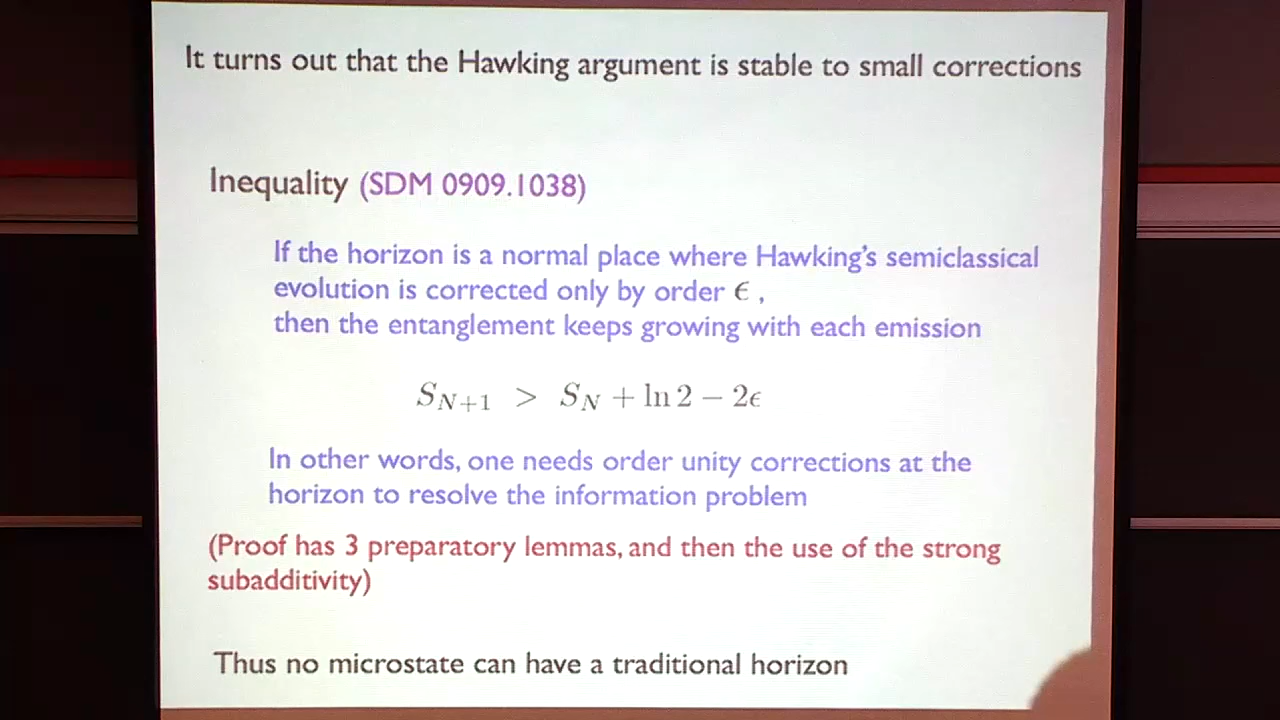 It turns out that the Hawking argument is stable to small corrections
Inequality (SDM 0909.1038)
If the horizon is a normal place where Hawking's semiclassical
evolution is corrected only by order ϵ ,
then the entanglement keeps growing with each emission
S_{N+1} > S_N + ln 2 − 2ϵ
In other words, one needs order unity corrections at the
horizon to resolve the information problem
(Proof has 3 preparatory lemmas, and then the use of the strong
subadditivity)
Thus no microstate can have a traditional horizon